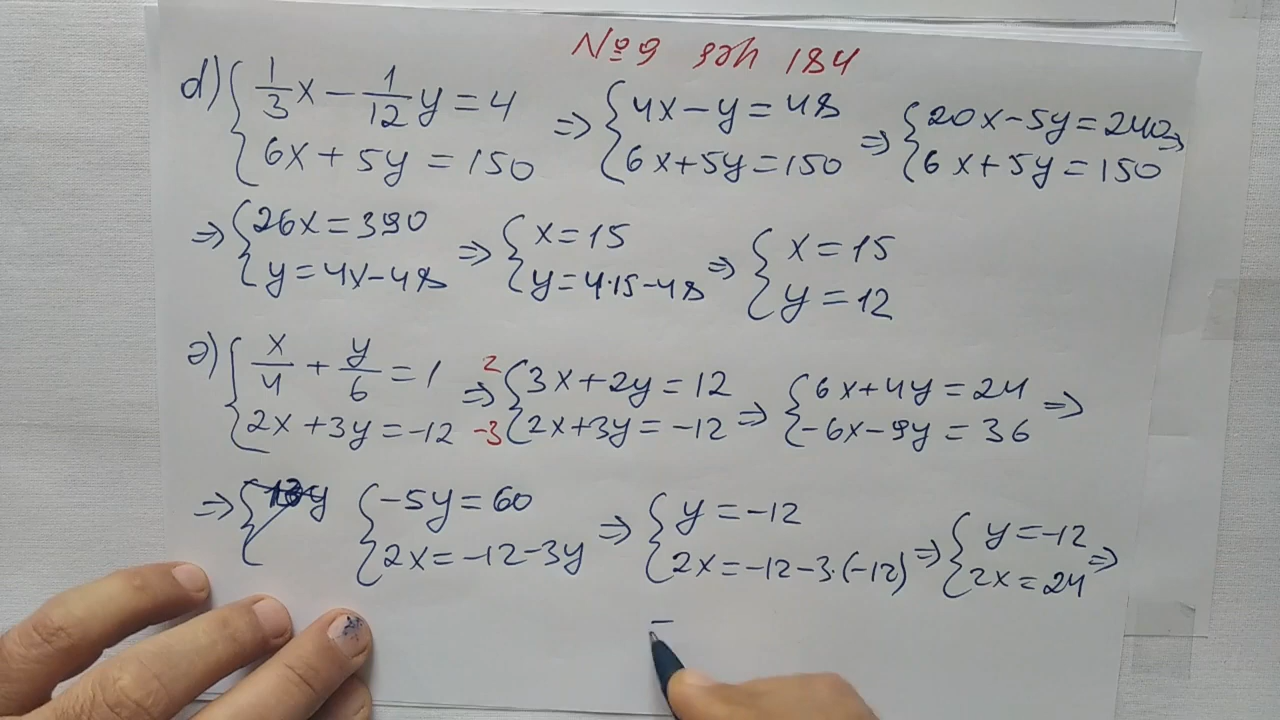 №9 səh 184
d) { 1/3 x − 1/12 y = 4 ⇒ { 4x − y = 48 ⇒ { 20x − 5y = 240 ⇒
6x + 5y = 150 6x + 5y = 150 6x + 5y = 150
⇒ { 26x = 390 ⇒ { x = 15 ⇒ { x = 15
y = 4x − 48 y = 4·15 − 48 y = 12
ə) { x/4 + y/6 = 1 ⇒ 2 { 3x + 2y = 12 ⇒ { 6x + 4y = 24 ⇒
2x + 3y = −12 −3 2x + 3y = −12 −6x − 9y = 36
⇒ { { −5y = 60 ⇒ { y = −12 ⇒ { y = −12 ⇒
2x = −12 − 3y 2x = −12 − 3·(−12) 2x = 24